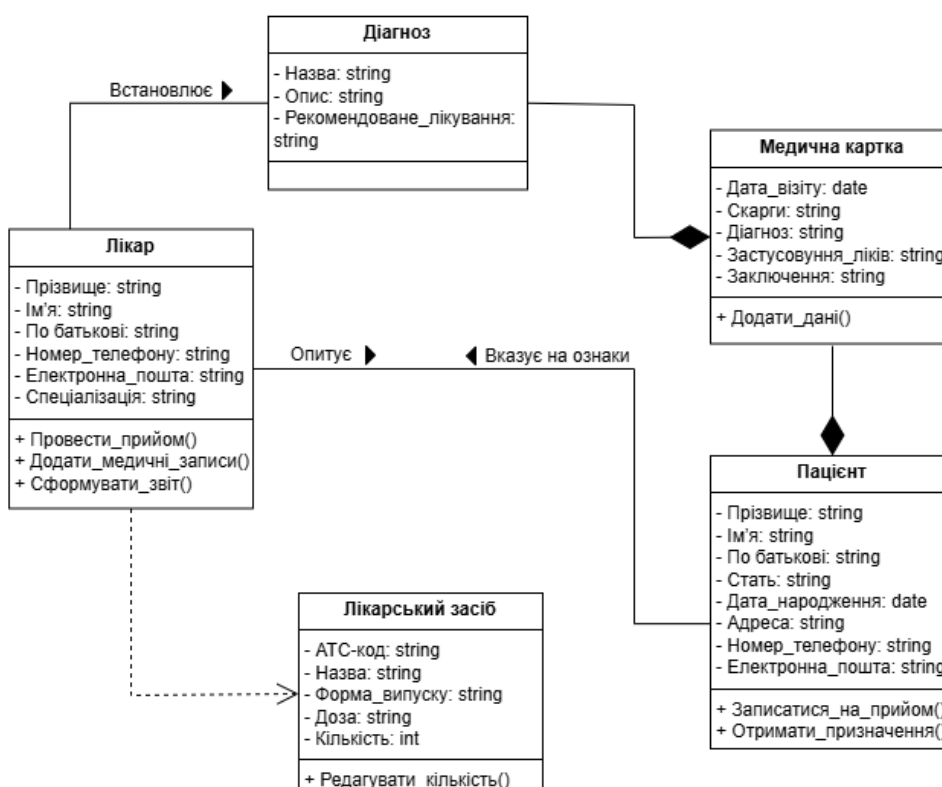 Діагноз
- Назва: string
- Опис: string
- Рекомендоване_лікування:
string
Встановлює
Медична картка
- Дата_візиту: date
- Скарги: string
- Діагноз: string
- Застусовуння_ліків: string
- Заключення: string
+ Додати_дані()
Лікар
- Прізвище: string
- Ім'я: string
- По батькові: string
- Номер_телефону: string
- Електронна_пошта: string
- Спеціалізація: string
+ Провести_прийом()
+ Додати_медичні_записи()
+ Сформувати_звіт()
Опитує
Вказує на ознаки
Пацієнт
- Прізвище: string
- Ім'я: string
- По батькові: string
- Стать: string
- Дата_народження: date
- Адреса: string
- Номер_телефону: string
- Електронна_пошта: string
+ Записатися_на_прийом()
+ Отримати_призначення()
Лікарський засіб
- АТС-код: string
- Назва: string
- Форма_випуску: string
- Доза: string
- Кількість: int
+ Редагувати_кількість()